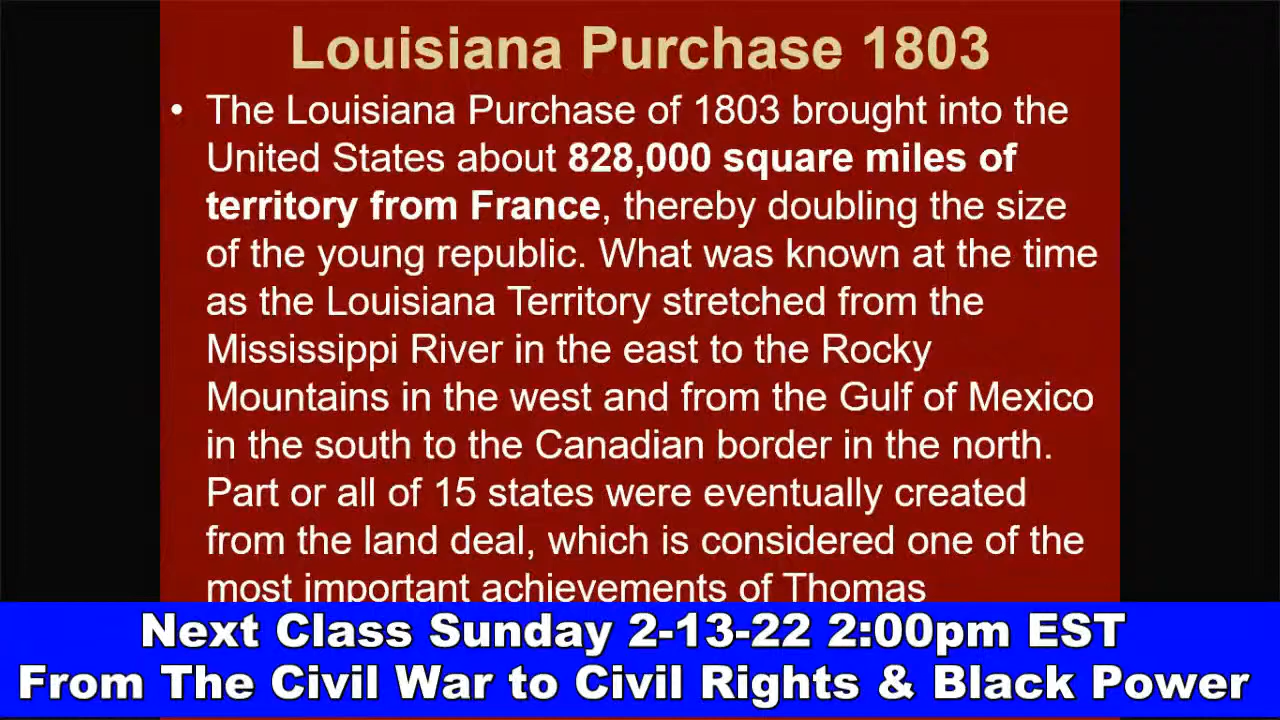 Louisiana Purchase 1803
• The Louisiana Purchase of 1803 brought into the
United States about 828,000 square miles of
territory from France, thereby doubling the size
of the young republic. What was known at the time
as the Louisiana Territory stretched from the
Mississippi River in the east to the Rocky
Mountains in the west and from the Gulf of Mexico
in the south to the Canadian border in the north.
Part or all of 15 states were eventually created
from the land deal, which is considered one of the
most important achievements of Thomas
Next Class Sunday 2-13-22 2:00pm EST
From The Civil War to Civil Rights & Black Power